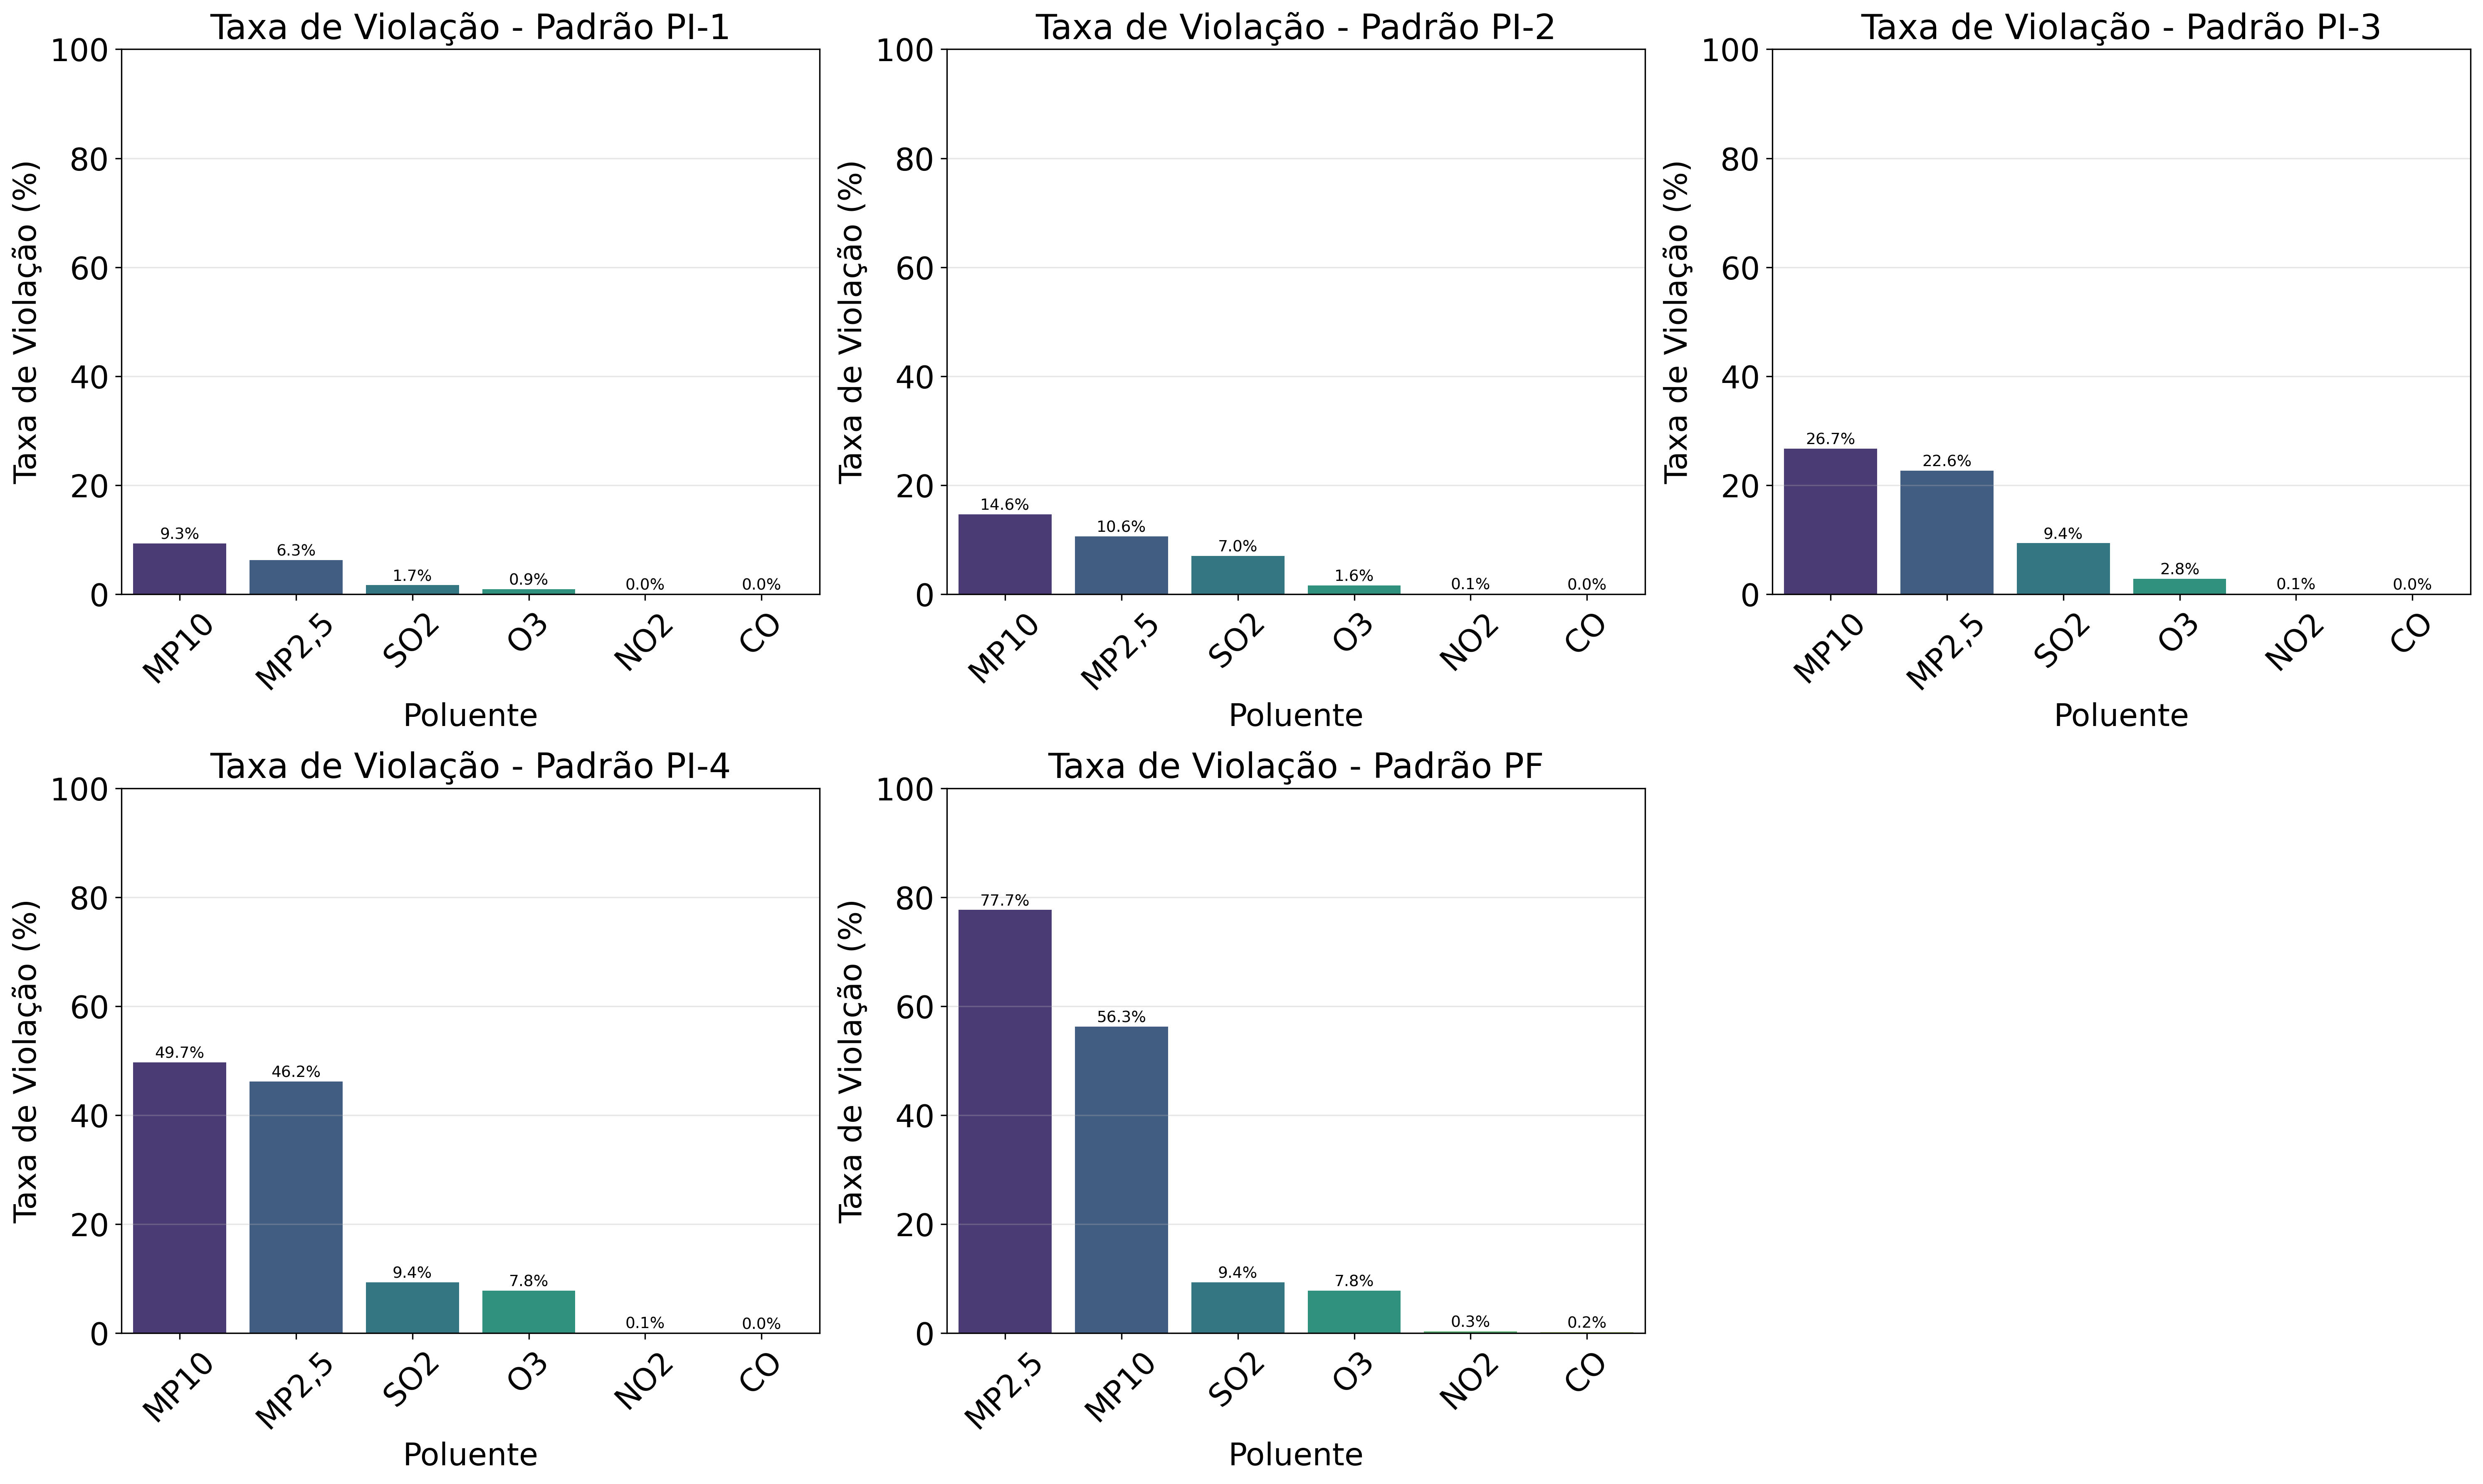 Taxa de Violação - Padrão PI-1
Taxa de Violação (%)
100
80
60
40
20
0
9.3%
6.3%
1.7%
0.9%
0.0%
0.0%
MP10
MP2,5
SO2
O3
NO2
CO
Poluente
Taxa de Violação - Padrão PI-2
Taxa de Violação (%)
100
80
60
40
20
0
14.6%
10.6%
7.0%
1.6%
0.1%
0.0%
MP10
MP2,5
SO2
O3
NO2
CO
Poluente
Taxa de Violação - Padrão PI-3
Taxa de Violação (%)
100
80
60
40
20
0
26.7%
22.6%
9.4%
2.8%
0.1%
0.0%
MP10
MP2,5
SO2
O3
NO2
CO
Poluente
Taxa de Violação - Padrão PI-4
Taxa de Violação (%)
100
80
60
40
20
0
49.7%
46.2%
9.4%
7.8%
0.1%
0.0%
MP10
MP2,5
SO2
O3
NO2
CO
Poluente
Taxa de Violação - Padrão PF
Taxa de Violação (%)
100
80
60
40
20
0
77.7%
56.3%
9.4%
7.8%
0.3%
0.2%
MP2,5
MP10
SO2
O3
NO2
CO
Poluente